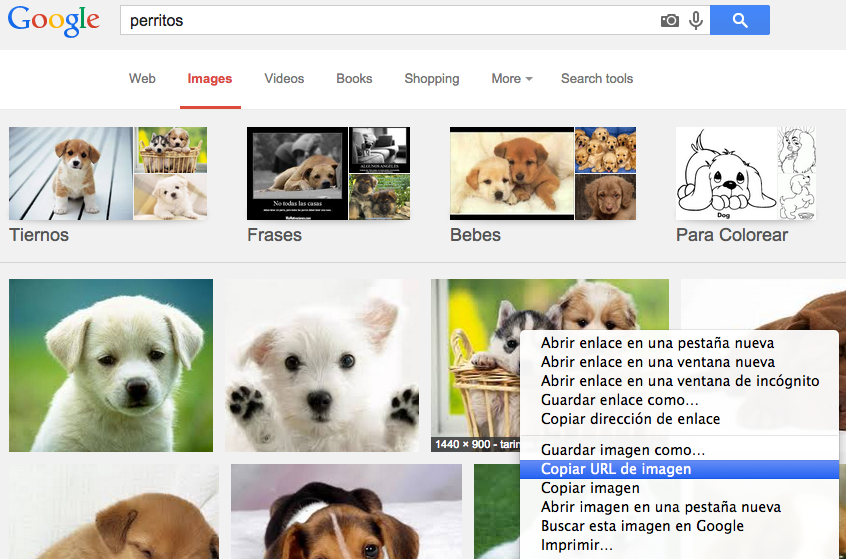 Google
perritos
Web Images Videos Books Shopping More Search tools
No todas las casas
ALGUNOS ANGELES
Dog
Tiernos Frases Bebes Para Colorear
Abrir enlace en una pestaña nueva
Abrir enlace en una ventana nueva
Abrir enlace en una ventana de incógnito
Guardar enlace como...
Copiar dirección de enlace
1440 × 900 - tarin
Guardar imagen como...
Copiar URL de imagen
Copiar imagen
Abrir imagen en una pestaña nueva
Buscar esta imagen en Google
Imprimir...